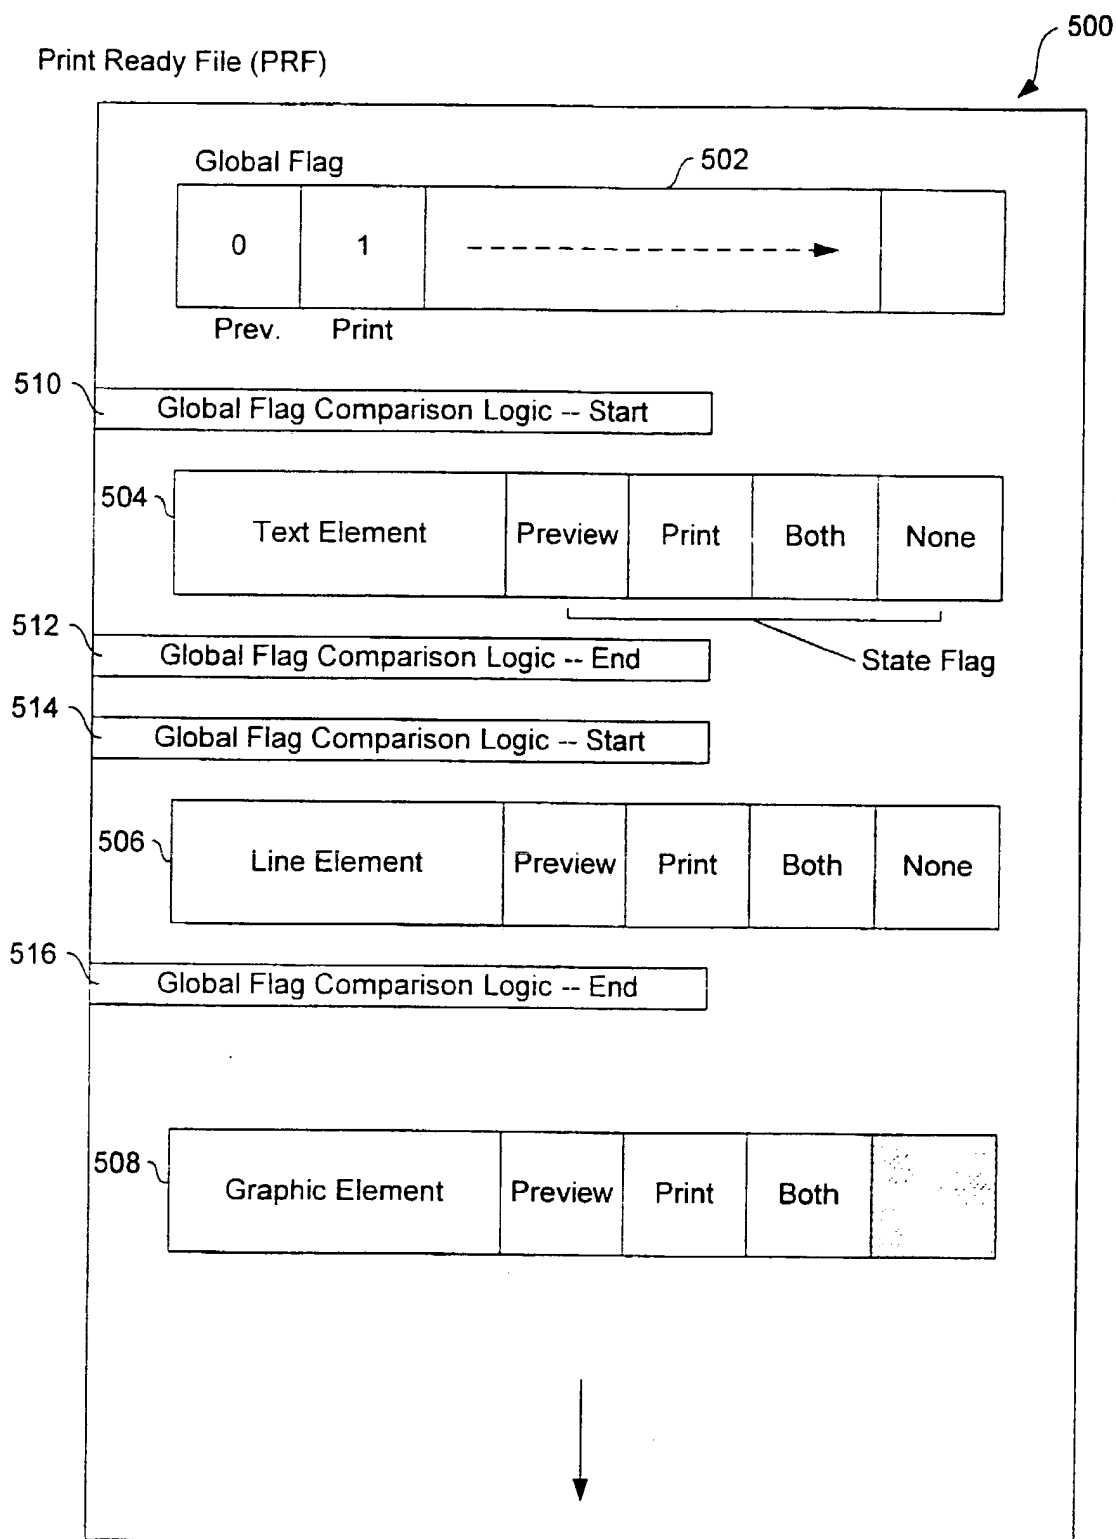 500
Print Ready File (PRF)
Global Flag
502
0 1
Prev. Print
510
Global Flag Comparison Logic -- Start
504
Text Element Preview Print Both None
512
Global Flag Comparison Logic -- End
State Flag
514
Global Flag Comparison Logic -- Start
506
Line Element Preview Print Both None
516
Global Flag Comparison Logic -- End
508
Graphic Element Preview Print Both